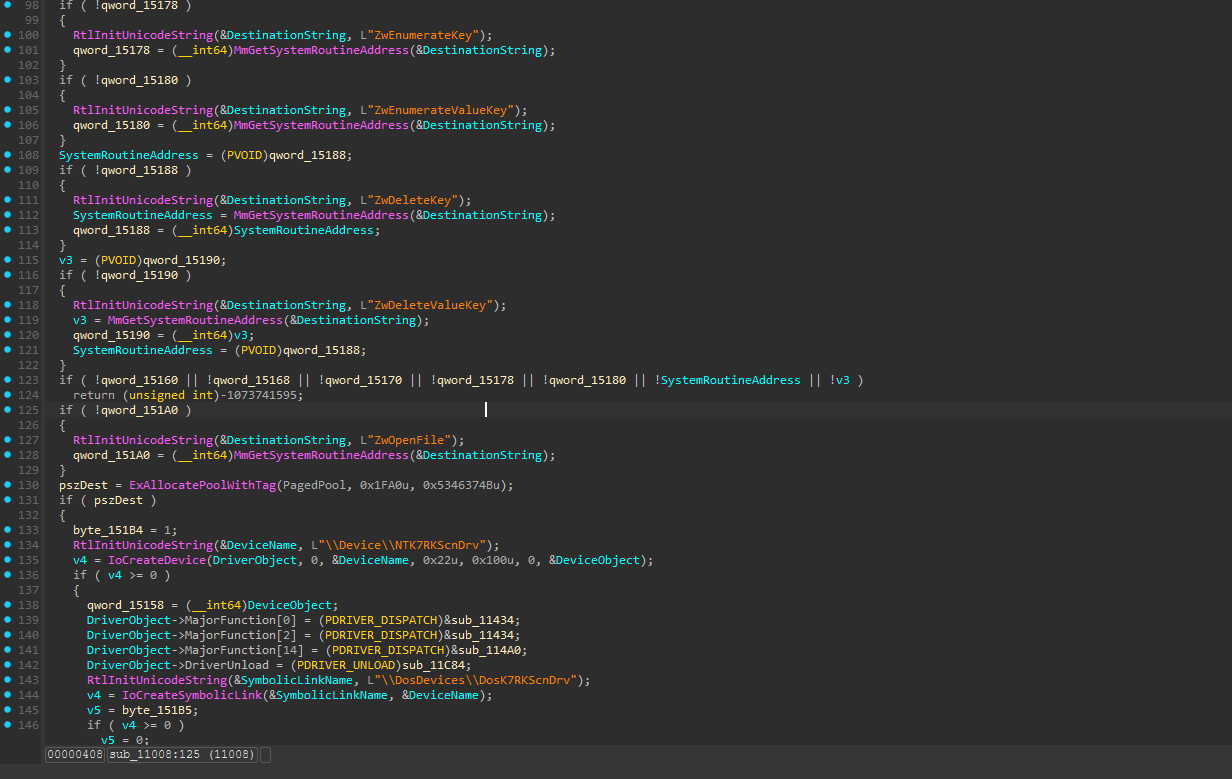 98 if ( !qword_15178 )
99 {
100 RtlInitUnicodeString(&DestinationString, L"ZwEnumerateKey");
101 qword_15178 = (__int64)MmGetSystemRoutineAddress(&DestinationString);
102 }
103 if ( !qword_15180 )
104 {
105 RtlInitUnicodeString(&DestinationString, L"ZwEnumerateValueKey");
106 qword_15180 = (__int64)MmGetSystemRoutineAddress(&DestinationString);
107 }
108 SystemRoutineAddress = (PVOID)qword_15188;
109 if ( !qword_15188 )
110 {
111 RtlInitUnicodeString(&DestinationString, L"ZwDeleteKey");
112 SystemRoutineAddress = MmGetSystemRoutineAddress(&DestinationString);
113 qword_15188 = (__int64)SystemRoutineAddress;
114 }
115 v3 = (PVOID)qword_15190;
116 if ( !qword_15190 )
117 {
118 RtlInitUnicodeString(&DestinationString, L"ZwDeleteValueKey");
119 v3 = MmGetSystemRoutineAddress(&DestinationString);
120 qword_15190 = (__int64)v3;
121 SystemRoutineAddress = (PVOID)qword_15188;
122 }
123 if ( !qword_15160 || !qword_15168 || !qword_15170 || !qword_15178 || !qword_15180 || !SystemRoutineAddress || !v3 )
124 return (unsigned int)-1073741595;
125 if ( !qword_151A0 )
126 {
127 RtlInitUnicodeString(&DestinationString, L"ZwOpenFile");
128 qword_151A0 = (__int64)MmGetSystemRoutineAddress(&DestinationString);
129 }
130 pszDest = ExAllocatePoolWithTag(PagedPool, 0x1FA0u, 0x5346374Bu);
131 if ( pszDest )
132 {
133 byte_151B4 = 1;
134 RtlInitUnicodeString(&DeviceName, L"\\Device\\NTK7RKScnDrv");
135 v4 = IoCreateDevice(DriverObject, 0, &DeviceName, 0x22u, 0x100u, 0, &DeviceObject);
136 if ( v4 >= 0 )
137 {
138 qword_15158 = (__int64)DeviceObject;
139 DriverObject->MajorFunction[0] = (PDRIVER_DISPATCH)&sub_11434;
140 DriverObject->MajorFunction[2] = (PDRIVER_DISPATCH)&sub_11434;
141 DriverObject->MajorFunction[14] = (PDRIVER_DISPATCH)&sub_114A0;
142 DriverObject->DriverUnload = (PDRIVER_UNLOAD)sub_11C84;
143 RtlInitUnicodeString(&SymbolicLinkName, L"\\DosDevices\\DosK7RKScnDrv");
144 v4 = IoCreateSymbolicLink(&SymbolicLinkName, &DeviceName);
145 v5 = byte_151B5;
146 if ( v4 >= 0 )
v5 = 0;
00000408 sub_11008:125 (11008)